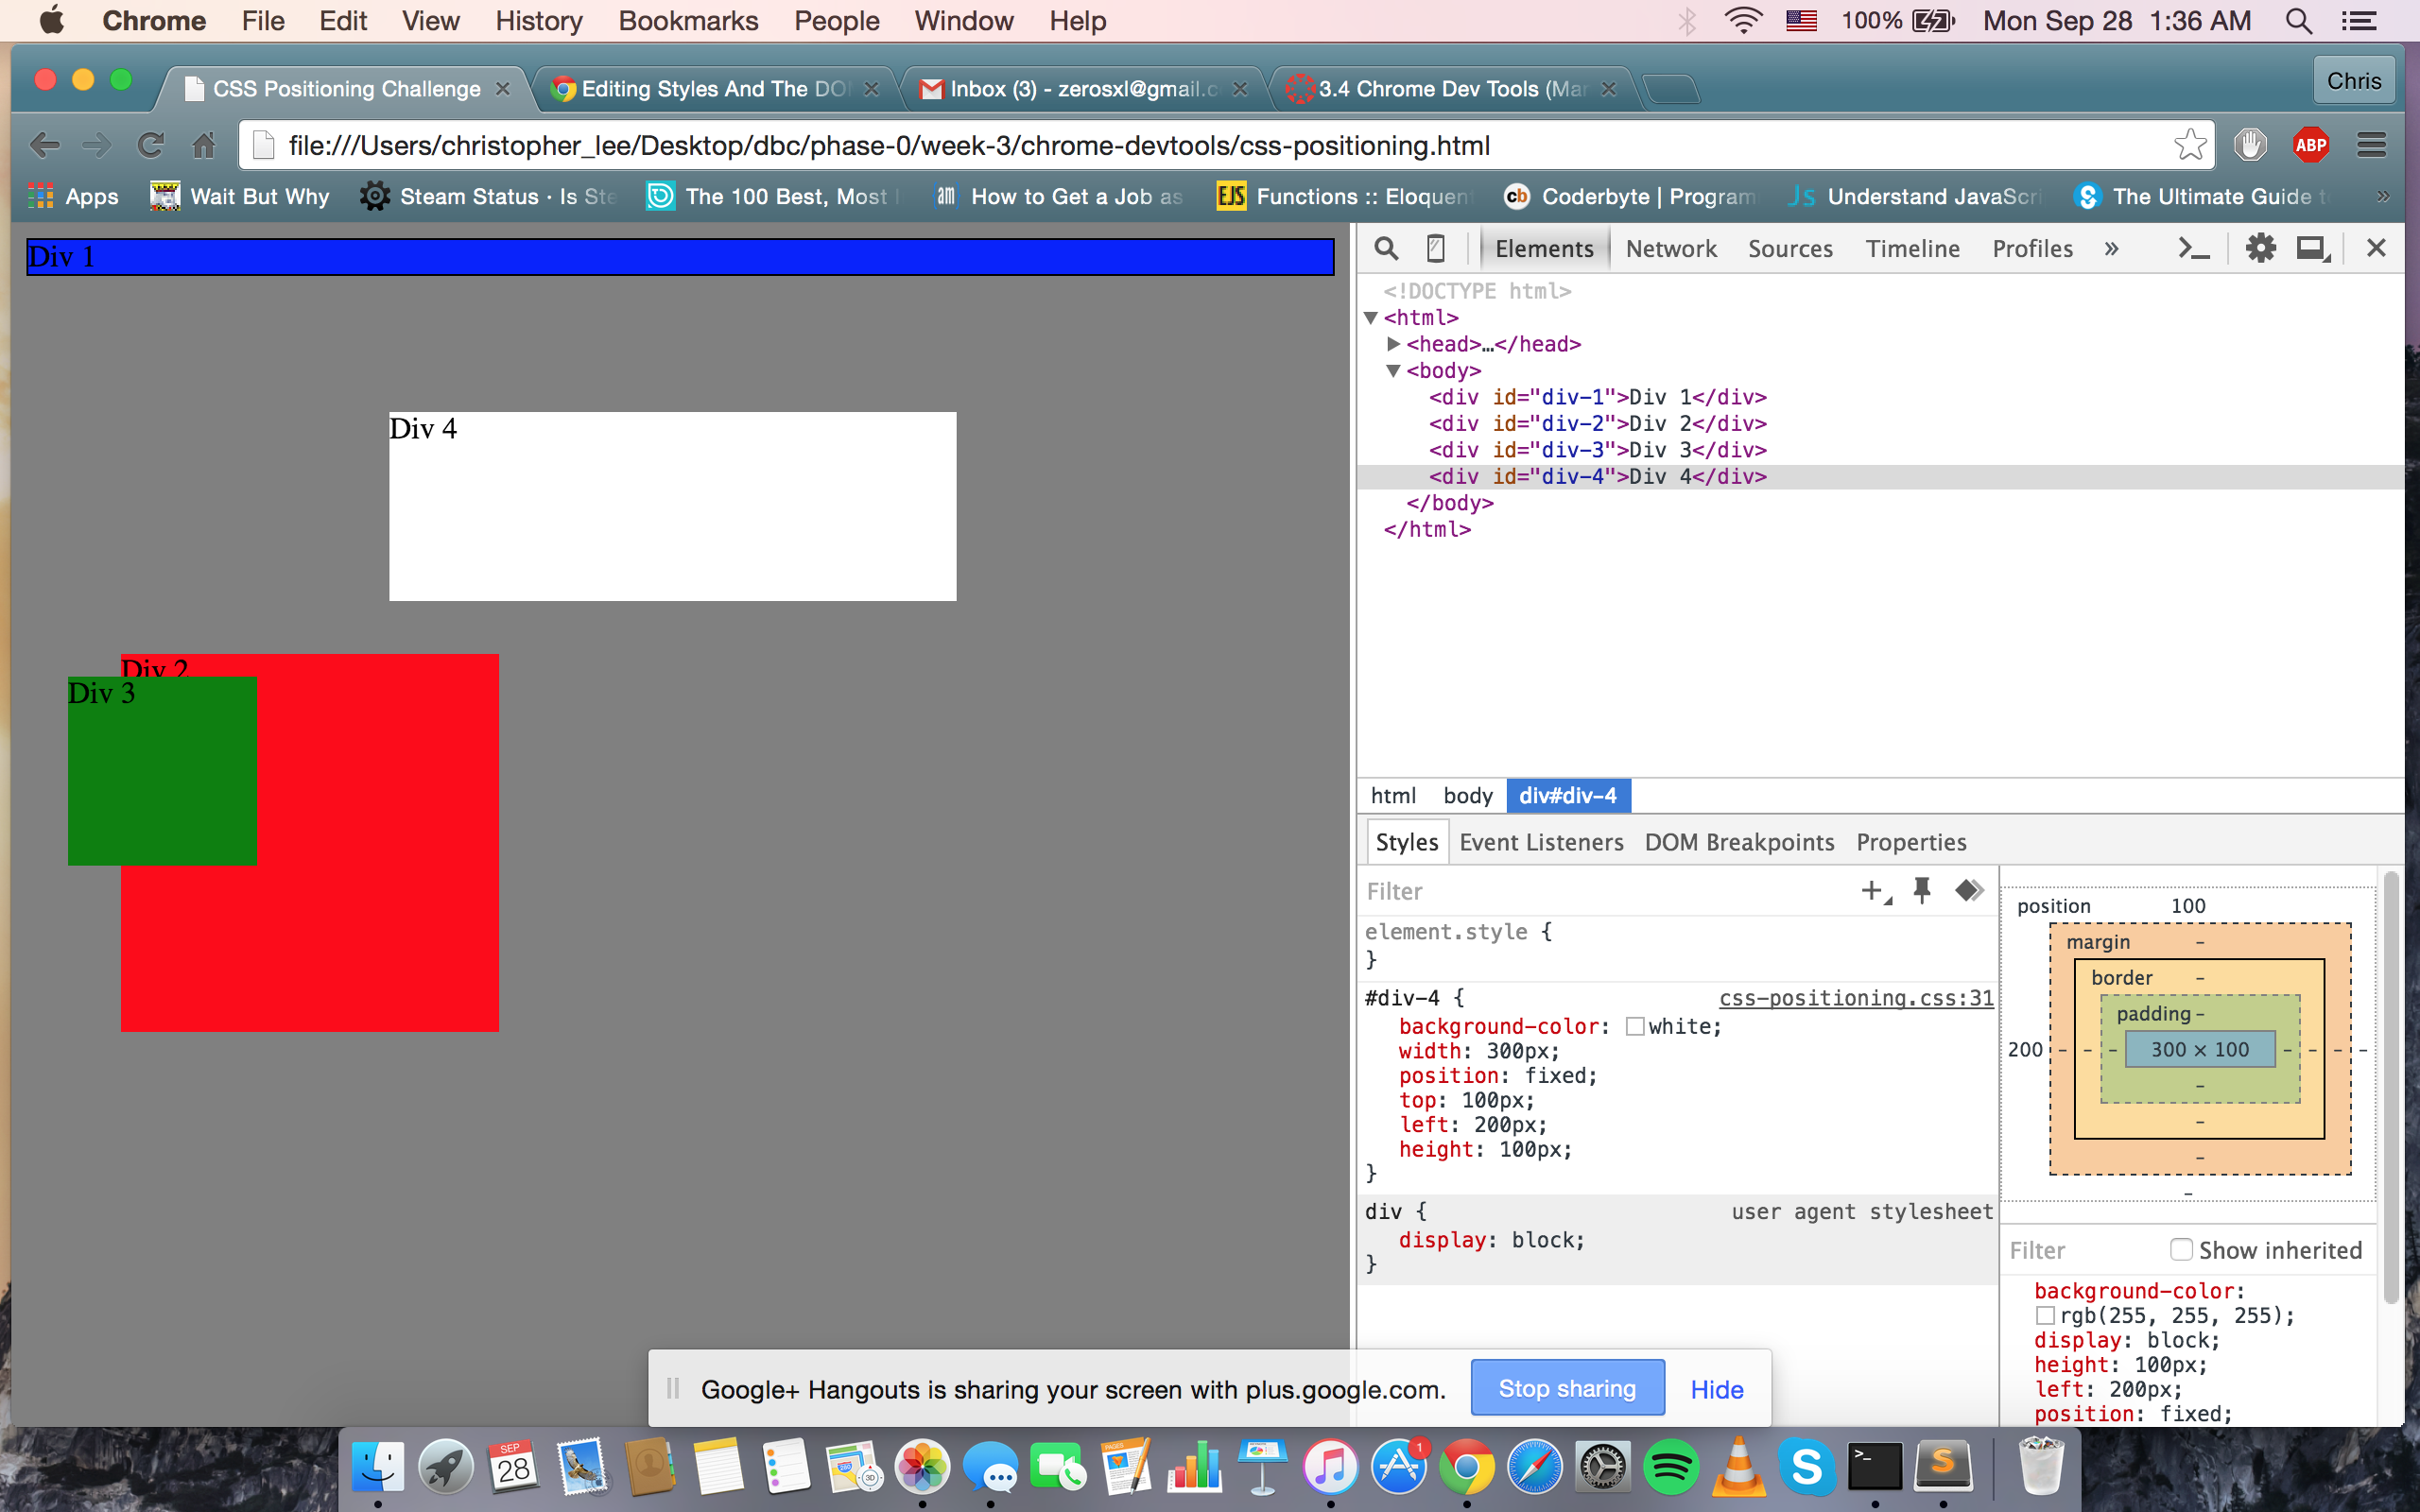 Chrome File Edit View History Bookmarks People Window Help 100% Mon Sep 28 1:36 AM
CSS Positioning Challenge Editing Styles And The DO Inbox (3) - zerosxl@gmail.c 3.4 Chrome Dev Tools (Mar Chris
file:///Users/christopher_lee/Desktop/dbc/phase-0/week-3/chrome-devtools/css-positioning.html ABP
Apps Wait But Why Steam Status · Is Ste The 100 Best, Most am How to Get a Job as EJS Functions :: Eloquent cb Coderbyte | Program JS Understand JavaScri The Ultimate Guide t »
Div 1
Div 4
Div 2
Div 3
Elements Network Sources Timeline Profiles »
<!DOCTYPE html>
<html>
<head>…</head>
<body>
<div id="div-1">Div 1</div>
<div id="div-2">Div 2</div>
<div id="div-3">Div 3</div>
<div id="div-4">Div 4</div>
</body>
</html>
html body div#div-4
Styles Event Listeners DOM Breakpoints Properties
Filter
element.style {
}
#div-4 { css-positioning.css:31
background-color: white;
width: 300px;
position: fixed;
top: 100px;
left: 200px;
height: 100px;
}
div { user agent stylesheet
display: block;
}
position 100
margin -
border -
padding -
200 - - - 300 × 100 - - - -
-
-
-
-
Filter Show inherited
background-color:
rgb(255, 255, 255);
display: block;
height: 100px;
left: 200px;
position: fixed;
Google+ Hangouts is sharing your screen with plus.google.com. Stop sharing Hide
SEP
28
PAGES
3D
1
S
>_
S